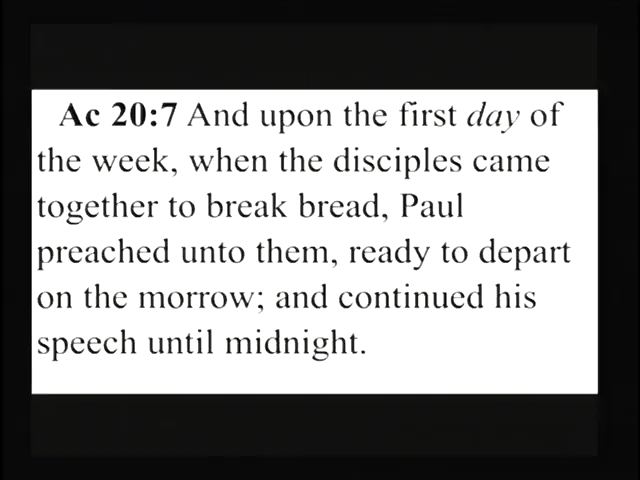 Ac 20:7 And upon the first day of
the week, when the disciples came
together to break bread, Paul
preached unto them, ready to depart
on the morrow; and continued his
speech until midnight.